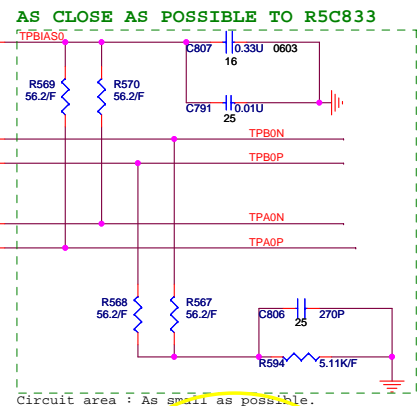 AS CLOSE AS POSSIBLE TO R5C833
TPBIAS0
C807 0.33U 0603
16
R569
56.2/F
R570
56.2/F
C791 0.01U
25
TPB0N
TPB0P
TPA0N
TPA0P
R568
56.2/F
R567
56.2/F
C806 270P
25
R594 5.11K/F
Circuit area : As small as possible.